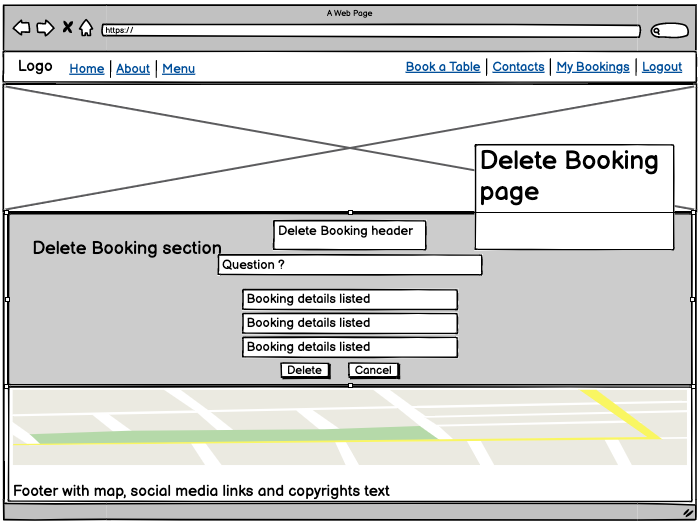 A Web Page
https://
Logo Home About Menu Book a Table Contacts My Bookings Logout
Delete Booking
page
Delete Booking header
Delete Booking section
Question ?
Booking details listed
Booking details listed
Booking details listed
Delete Cancel
Footer with map, social media links and copyrights text